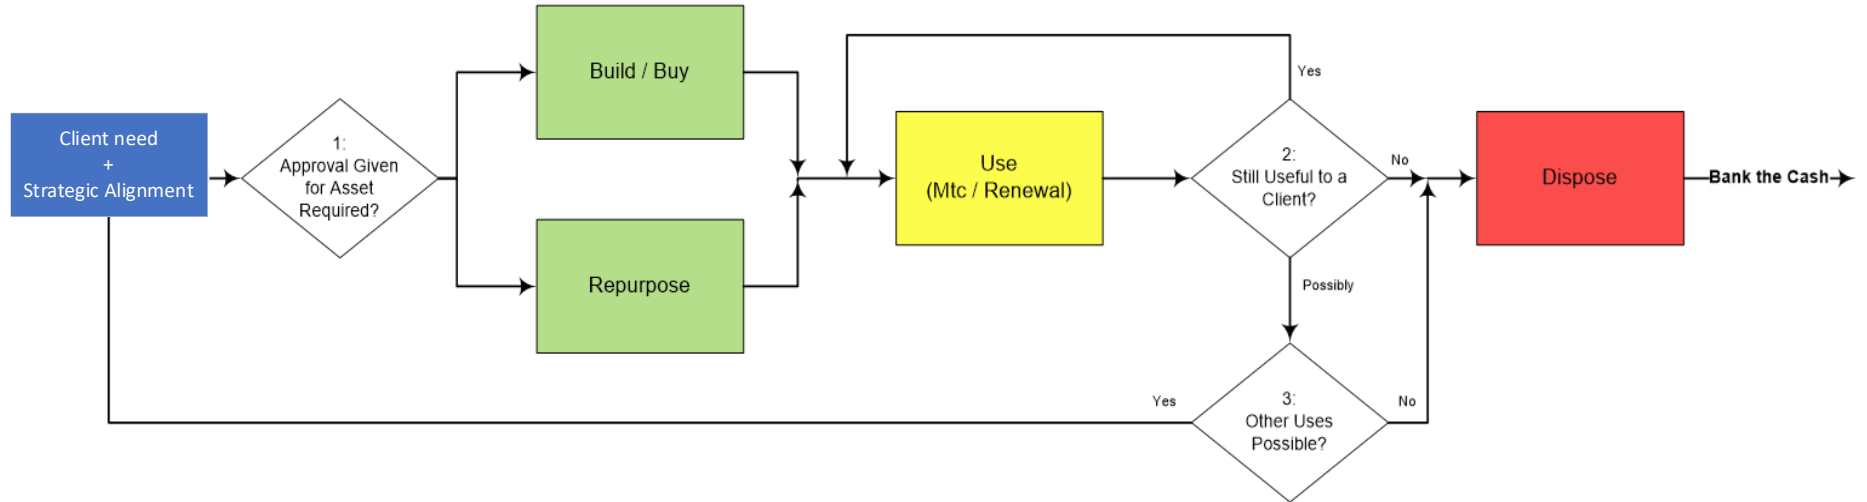 Client need
+
Strategic Alignment
1:
Approval Given
for Asset
Required?
Build / Buy
Repurpose
Use
(Mtc / Renewal)
Yes
2:
Still Useful to a
Client?
No
Possibly
3:
Other Uses
Possible?
Yes
No
Dispose
Bank the Cash